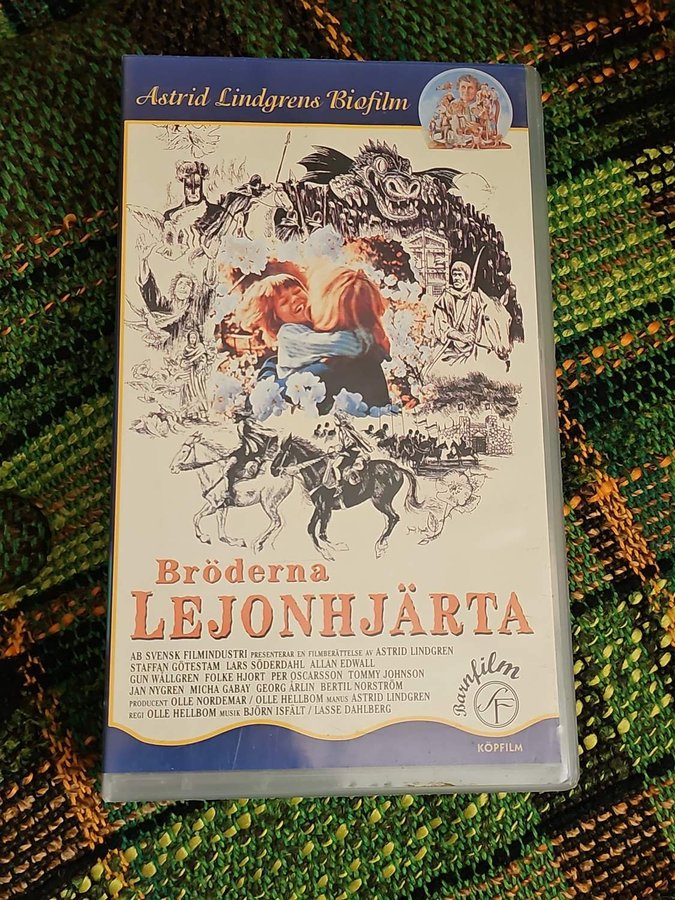 Astrid Lindgrens Biofilm
Bröderna
LEJONHJÄRTA
AB SVENSK FILMINDUSTRI PRESENTERAR EN FILMBERÄTTELSE AV ASTRID LINDGREN
STAFFAN GÖTESTAM LARS SÖDERDAHL ALLAN EDWALL
GUN WÅLLGREN FOLKE HJORT PER OSCARSSON TOMMY JOHNSON
JAN NYGREN MICHA GABAY GEORG ÅRLIN BERTIL NORSTRÖM
PRODUCENT OLLE NORDEMAR / OLLE HELLBOM MANUS ASTRID LINDGREN
REGI OLLE HELLBOM MUSIK BJÖRN ISFÄLT / LASSE DAHLBERG
Barnfilm
SF
KÖPFILM